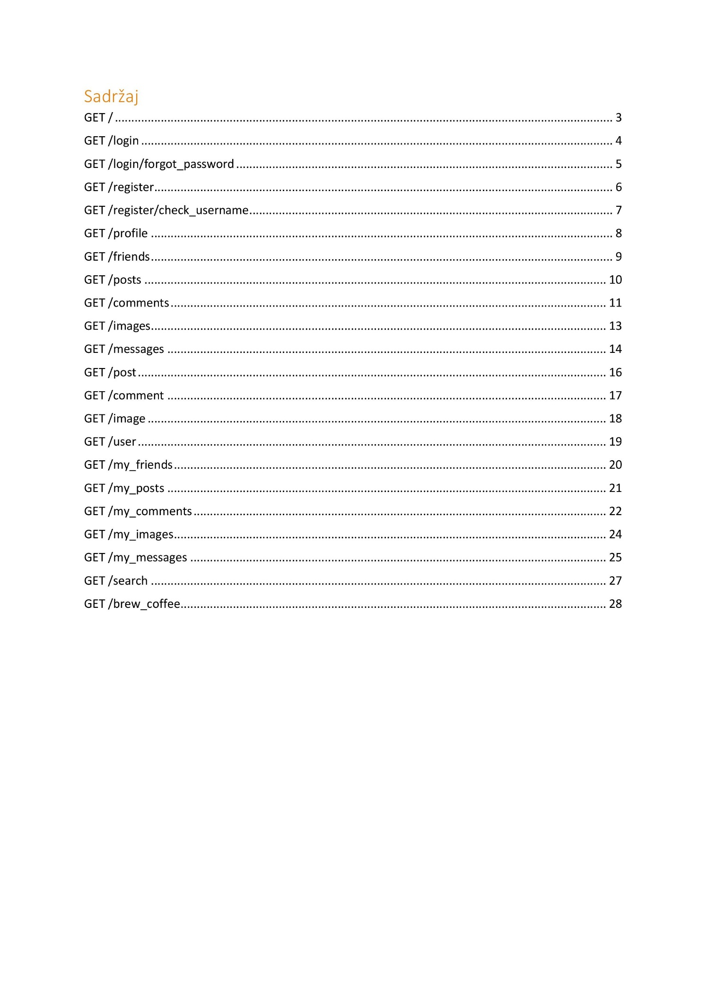 Sadržaj
GET / ........ 3
GET /login ........ 4
GET /login/forgot_password ........ 5
GET /register ........ 6
GET /register/check_username ........ 7
GET /profile ........ 8
GET /friends ........ 9
GET /posts ........ 10
GET /comments ........ 11
GET /images ........ 13
GET /messages ........ 14
GET /post ........ 16
GET /comment ........ 17
GET /image ........ 18
GET /user ........ 19
GET /my_friends ........ 20
GET /my_posts ........ 21
GET /my_comments ........ 22
GET /my_images ........ 24
GET /my_messages ........ 25
GET /search ........ 27
GET /brew_coffee ........ 28